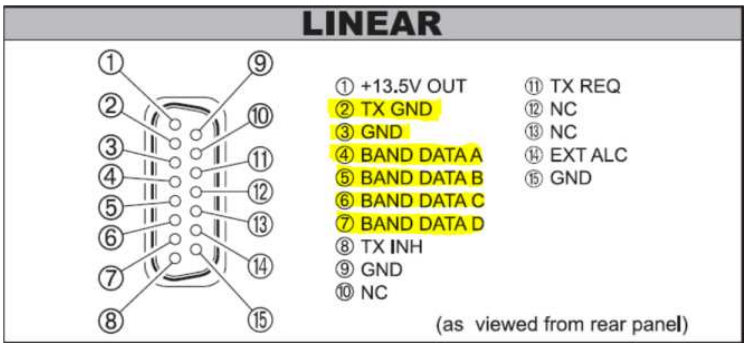 LINEAR
① ⑨
② ⑩
③ ⑪
④ ⑫
⑤ ⑬
⑥ ⑭
⑦ ⑮
⑧
① +13.5V OUT
② TX GND
③ GND
④ BAND DATA A
⑤ BAND DATA B
⑥ BAND DATA C
⑦ BAND DATA D
⑧ TX INH
⑨ GND
⑩ NC
⑪ TX REQ
⑫ NC
⑬ NC
⑭ EXT ALC
⑮ GND
(as viewed from rear panel)